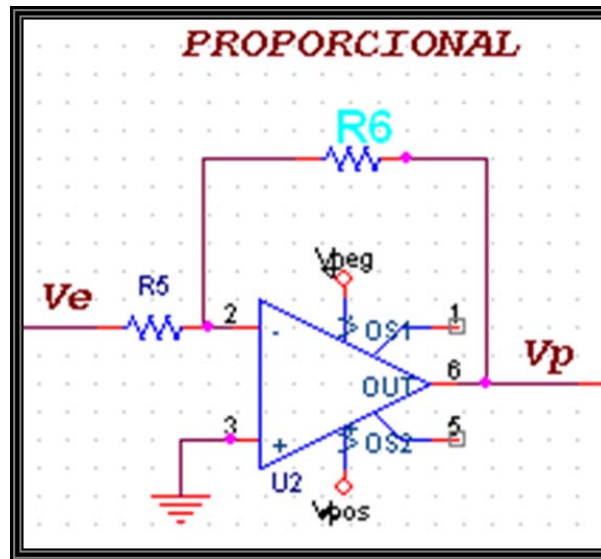 PROPORCIONAL
R6
Vneg
Ve
R5
2
1
-
OS1
Vp
OUT
6
3
5
+
OS2
U2
Vpos